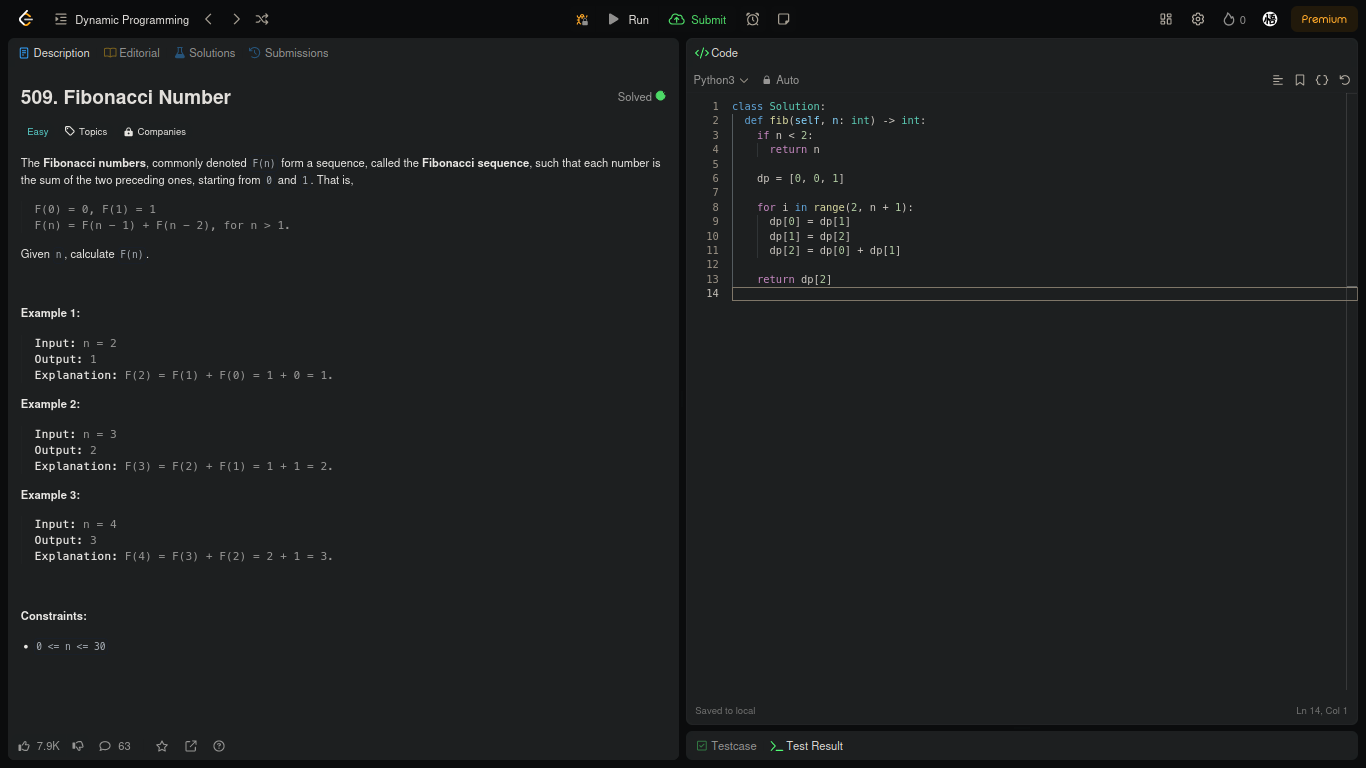 Dynamic Programming
Run
Submit
0
Premium
Description
Editorial
Solutions
Submissions
509. Fibonacci Number
Solved
Easy
Topics
Companies
The Fibonacci numbers, commonly denoted F(n) form a sequence, called the Fibonacci sequence, such that each number is
the sum of the two preceding ones, starting from 0 and 1. That is,
F(0) = 0, F(1) = 1
F(n) = F(n − 1) + F(n − 2), for n > 1.
Given n, calculate F(n).
Example 1:
Input: n = 2
Output: 1
Explanation: F(2) = F(1) + F(0) = 1 + 0 = 1.
Example 2:
Input: n = 3
Output: 2
Explanation: F(3) = F(2) + F(1) = 1 + 1 = 2.
Example 3:
Input: n = 4
Output: 3
Explanation: F(4) = F(3) + F(2) = 2 + 1 = 3.
Constraints:
• 0 <= n <= 30
7.9K
63
</>Code
Python3
Auto
1 class Solution:
2   def fib(self, n: int) -> int:
3     if n < 2:
4       return n
5
6     dp = [0, 0, 1]
7
8     for i in range(2, n + 1):
9       dp[0] = dp[1]
10       dp[1] = dp[2]
11       dp[2] = dp[0] + dp[1]
12
13     return dp[2]
14
Saved to local
Ln 14, Col 1
Testcase
Test Result